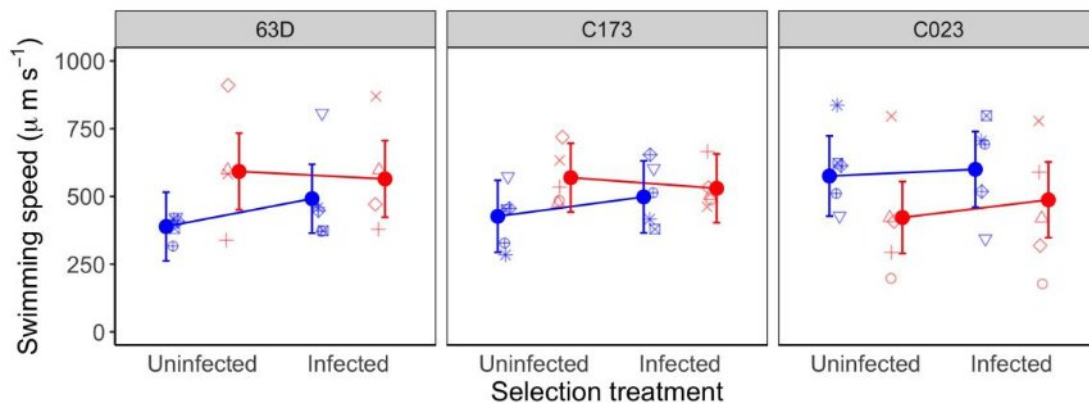 63D C173 C023
Swimming speed (μ m s⁻¹)
1000
750
500
250
0
Uninfected Infected Uninfected Infected Uninfected Infected
Selection treatment